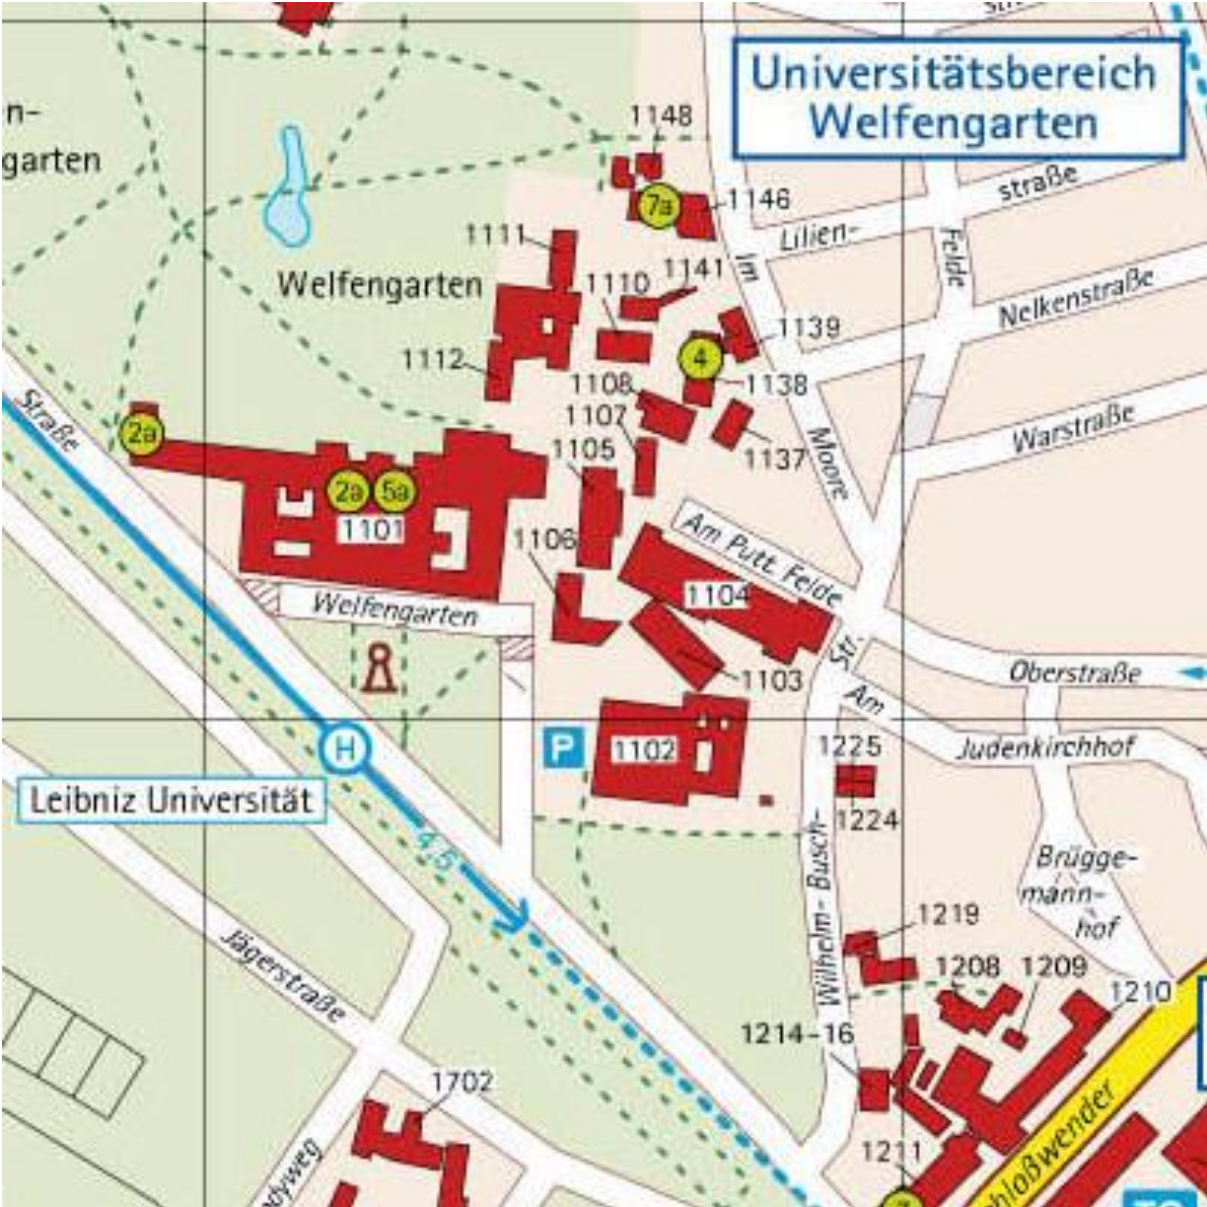 Universitätsbereich
Welfengarten
n-
garten
1148
straße
1146
7a
Lilien-
1111
Im
Felde
1141
Welfengarten
1110
Nelkenstraße
1139
4
1112
1138
1108
Straße
1107
Warstraße
2a
1105
1137
Moore
2a
5a
1101
1106
Am Putt. Felde
1104
Welfengarten
Str.
1103
Oberstraße
Am
H
P
1102
1225
Judenkirchhof
Leibniz Universität
1224
4,5
Wilhelm-Busch-
Brügge-
mann-
hof
1219
Jägerstraße
1208
1209
1210
1214-16
1702
1211